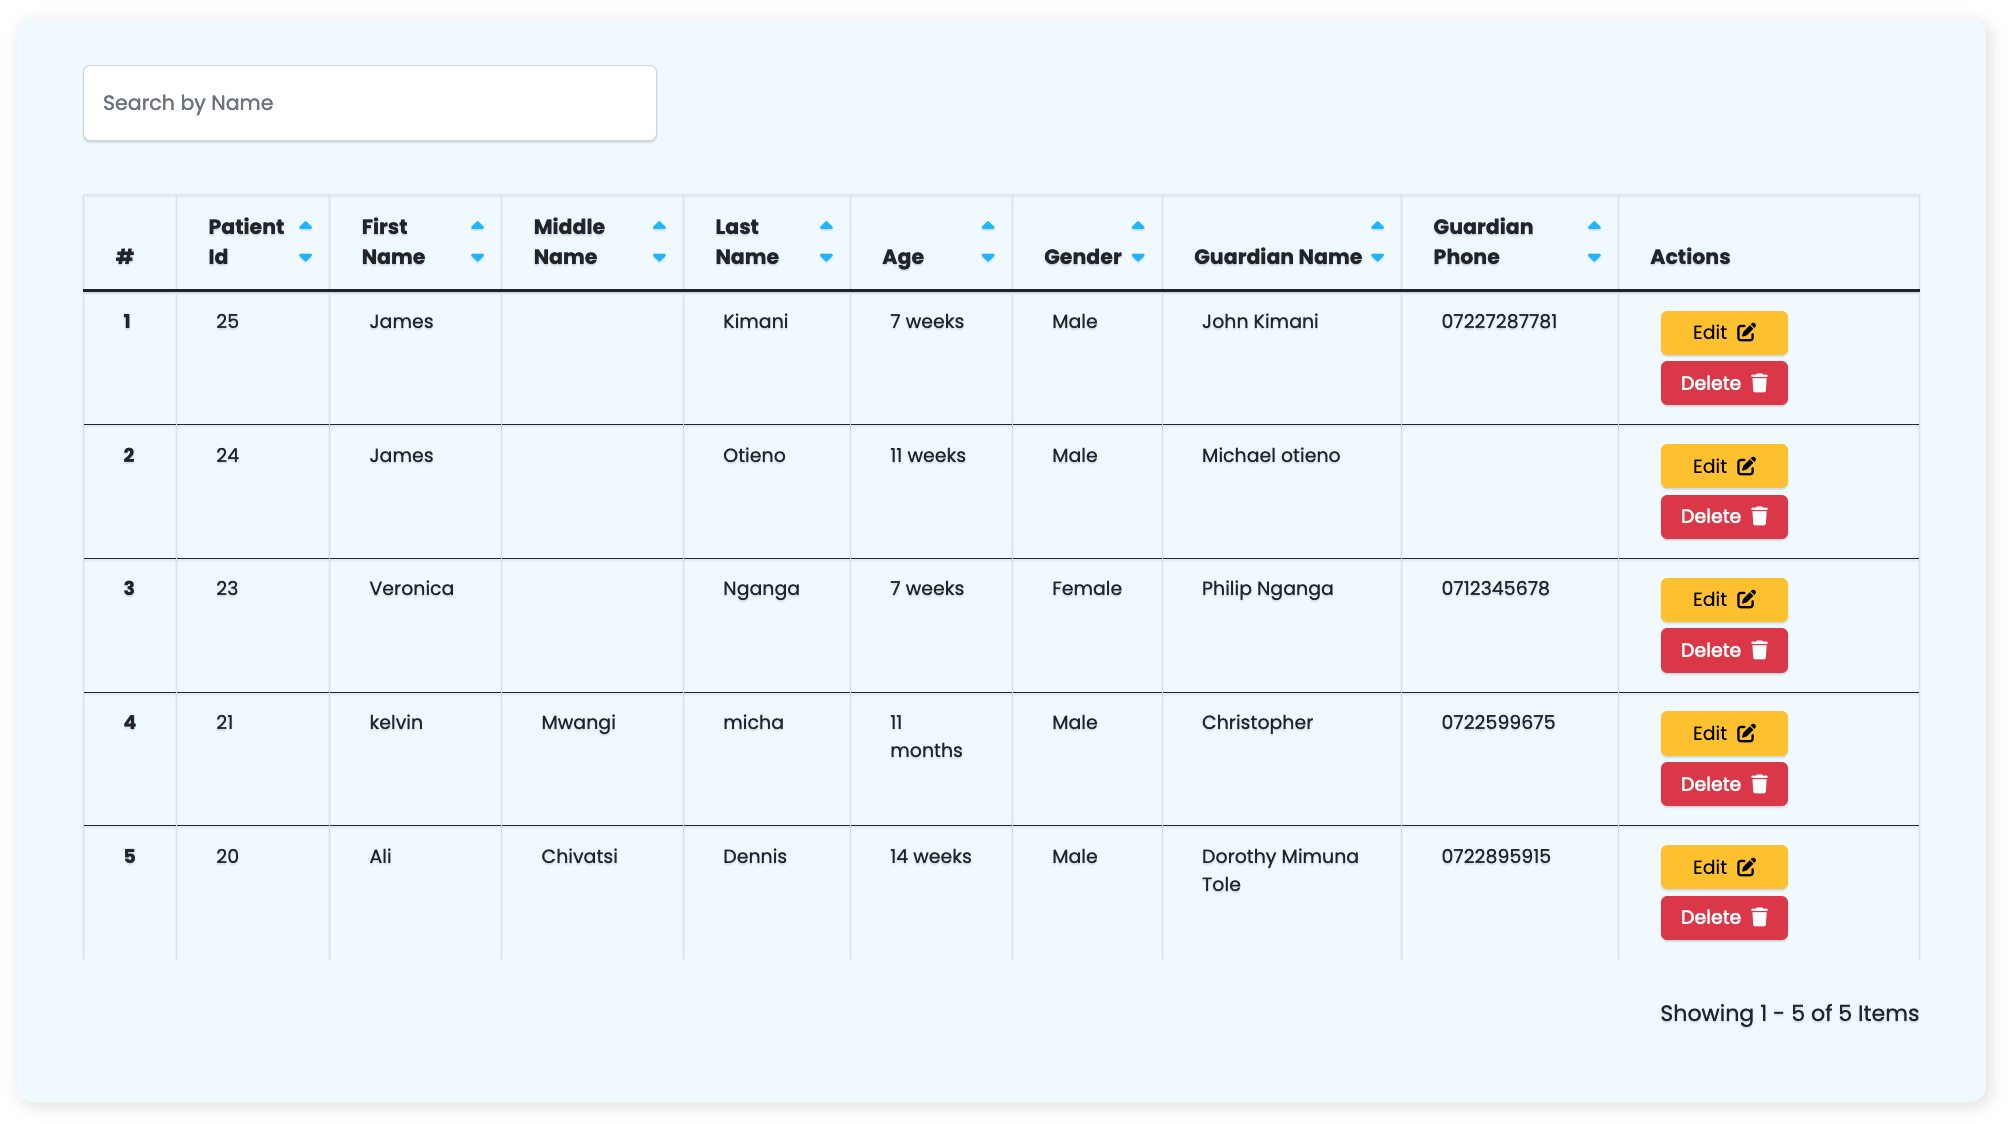 Search by Name
# Patient Id First Name Middle Name Last Name Age Gender Guardian Name Guardian Phone Actions
1 25 James Kimani 7 weeks Male John Kimani 07227287781 Edit
Delete
2 24 James Otieno 11 weeks Male Michael otieno Edit
Delete
3 23 Veronica Nganga 7 weeks Female Philip Nganga 0712345678 Edit
Delete
4 21 kelvin Mwangi micha 11 months Male Christopher 0722599675 Edit
Delete
5 20 Ali Chivatsi Dennis 14 weeks Male Dorothy Mimuna Tole 0722895915 Edit
Delete
Showing 1 - 5 of 5 Items